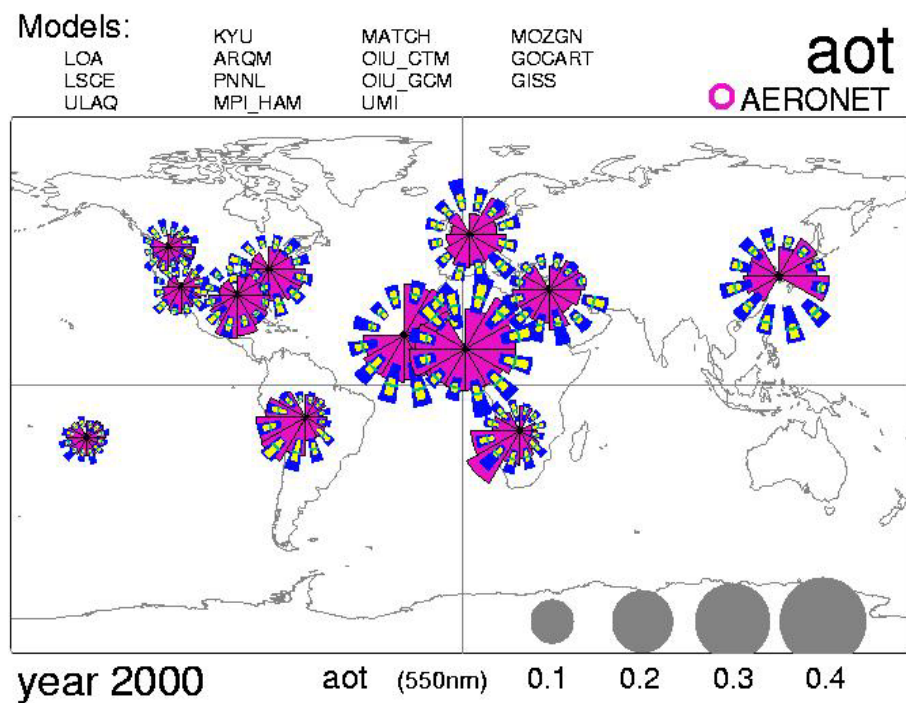 Models:
KYU MATCH MOZGN
LOA ARQM OIU_CTM GOCART
LSCE PNNL OIU_GCM GISS
ULAQ MPI_HAM UMI
aot
AERONET
year 2000 aot (550nm) 0.1 0.2 0.3 0.4